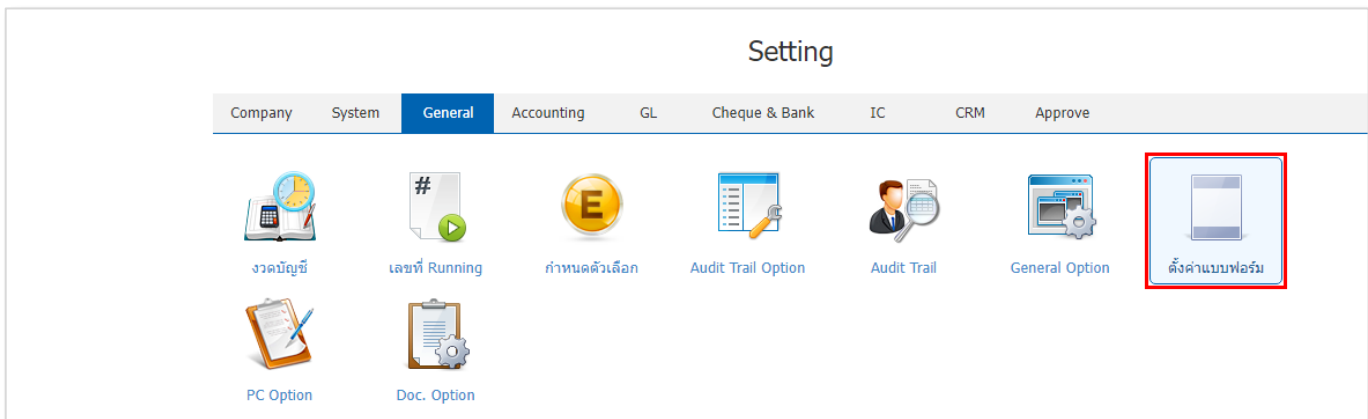 Setting
Company System General Accounting GL Cheque & Bank IC CRM Approve
#
E
งวดบัญชี เลขที่ Running กำหนดตัวเลือก Audit Trail Option Audit Trail General Option ตั้งค่าแบบฟอร์ม
PC Option Doc. Option